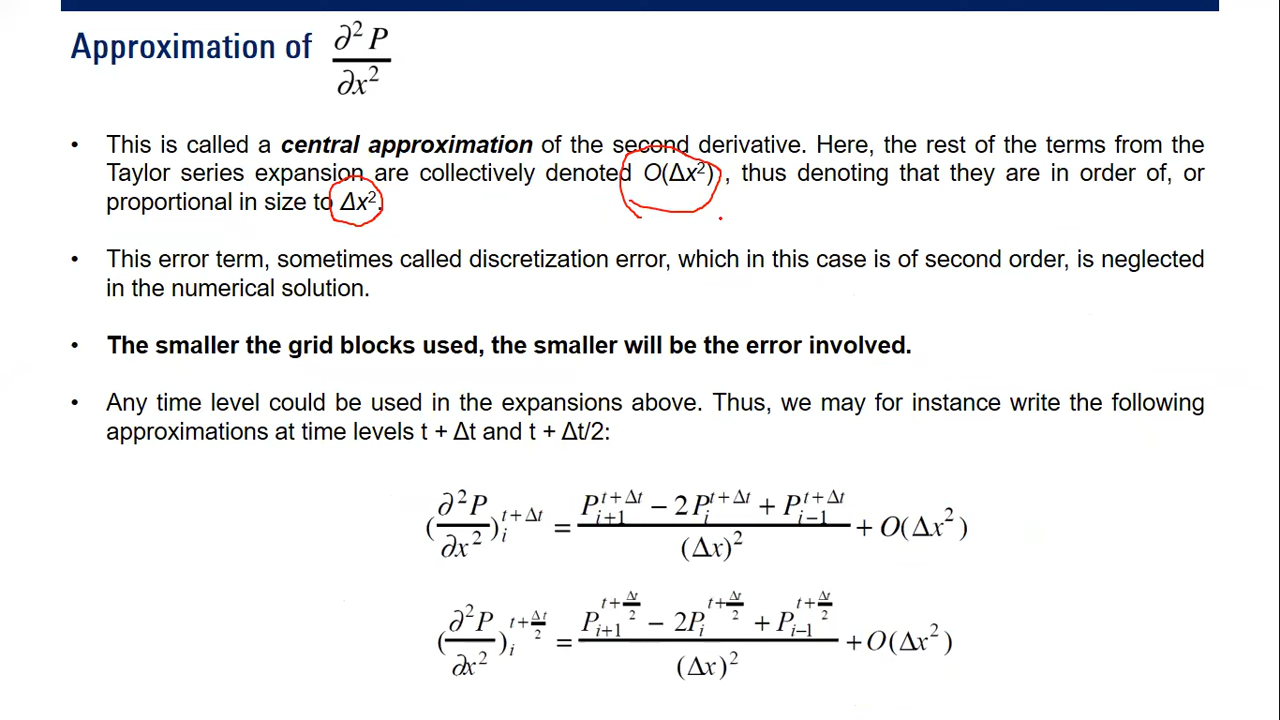 Approximation of ∂²P/∂x²
• This is called a central approximation of the second derivative. Here, the rest of the terms from the
Taylor series expansion are collectively denoted O(Δx²) , thus denoting that they are in order of, or
proportional in size to Δx².
• This error term, sometimes called discretization error, which in this case is of second order, is neglected
in the numerical solution.
• The smaller the grid blocks used, the smaller will be the error involved.
• Any time level could be used in the expansions above. Thus, we may for instance write the following
approximations at time levels t + Δt and t + Δt/2:
(∂²P/∂x²)_i^{t+Δt} = (P_{i+1}^{t+Δt} − 2P_i^{t+Δt} + P_{i−1}^{t+Δt})/(Δx)² + O(Δx²)
(∂²P/∂x²)_i^{t+Δt/2} = (P_{i+1}^{t+Δt/2} − 2P_i^{t+Δt/2} + P_{i−1}^{t+Δt/2})/(Δx)² + O(Δx²)